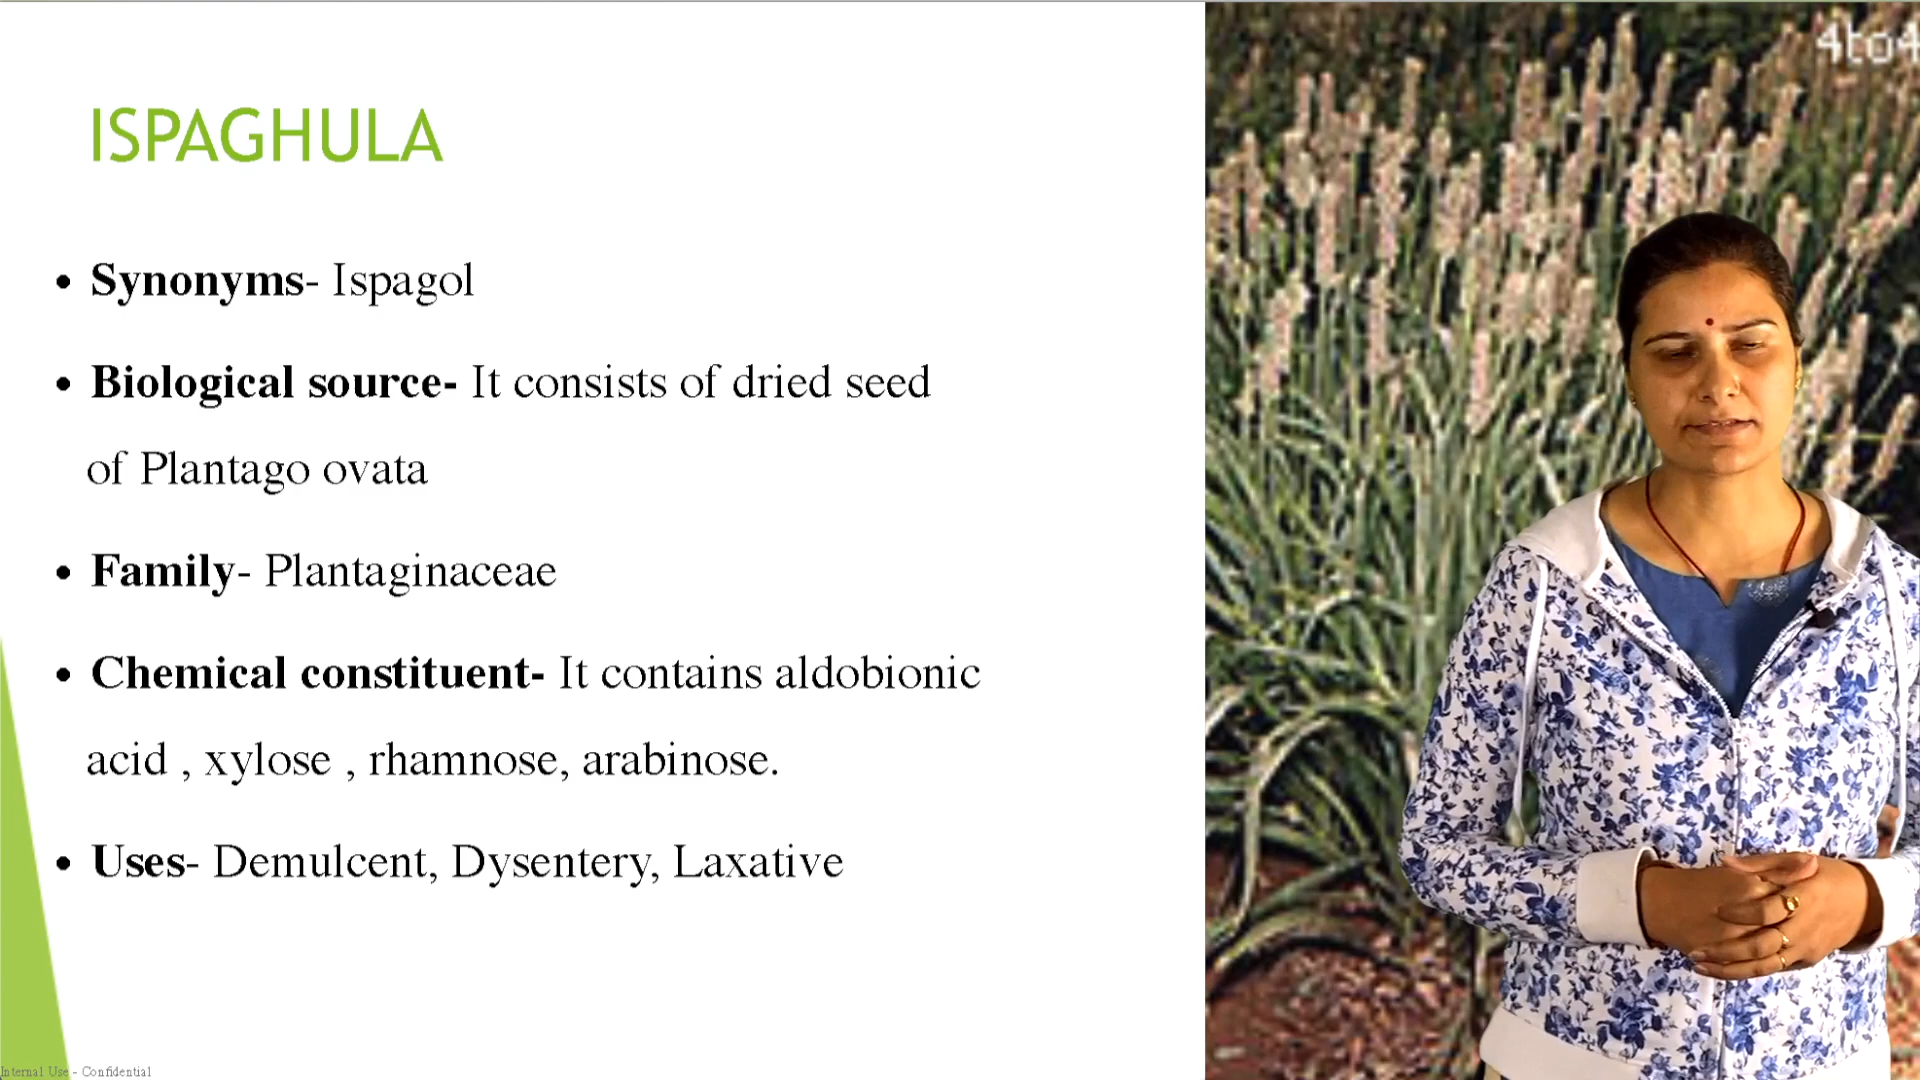 4to4
ISPAGHULA
• Synonyms- Ispagol
• Biological source- It consists of dried seed
of Plantago ovata
• Family- Plantaginaceae
• Chemical constituent- It contains aldobionic
acid , xylose , rhamnose, arabinose.
• Uses- Demulcent, Dysentery, Laxative
Internal Use - Confidential